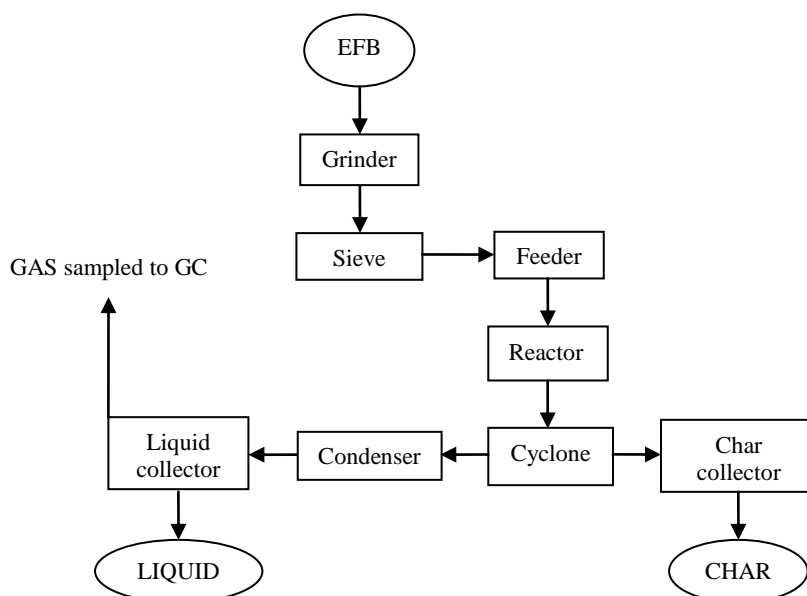 EFB
Grinder
Sieve
Feeder
GAS sampled to GC
Reactor
Liquid
collector
Condenser
Cyclone
Char
collector
LIQUID
CHAR